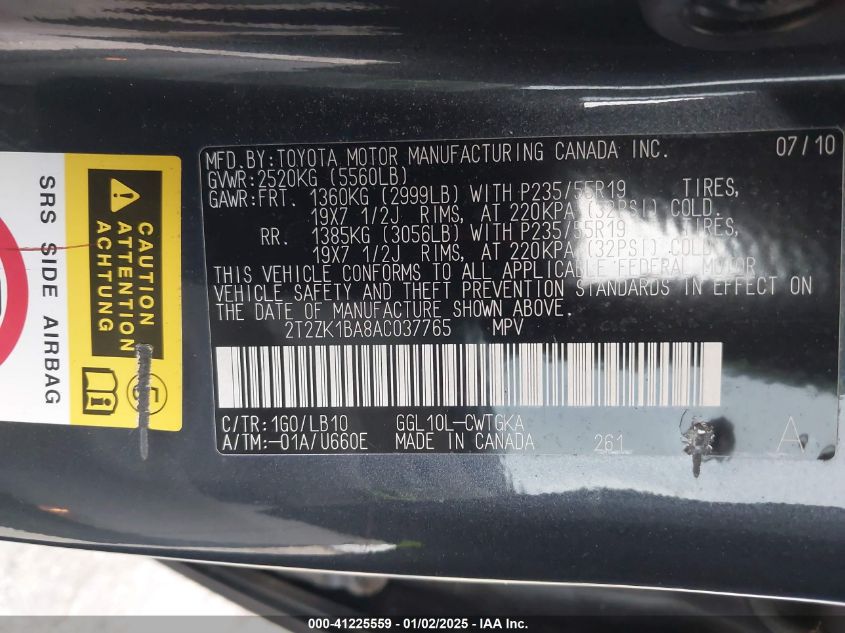 MFD.BY:TOYOTA MOTOR MANUFACTURING CANADA INC. 07/10
GVWR:2520KG (5560LB)
GAWR:FRT. 1360KG (2999LB) WITH P235/55R19 TIRES,
19X7 1/2J RIMS, AT 220KPA (32PSI) COLD.
RR. 1385KG (3056LB) WITH P235/55R19 TIRES,
19X7 1/2J RIMS, AT 220KPA (32PSI) COLD.
THIS VEHICLE CONFORMS TO ALL APPLICABLE FEDERAL MOTOR
VEHICLE SAFETY AND THEFT PREVENTION STANDARDS IN EFFECT ON
THE DATE OF MANUFACTURE SHOWN ABOVE.
2T2ZK1BA8AC037765 MPV
C/TR:1G0/LB10 GGL10L-CWTGKA
A/TM:-01A/U660E MADE IN CANADA 261 A
SRS SIDE AIRBAG
CAUTION
ATTENTION
ACHTUNG
000-41225559 - 01/02/2025 - IAA Inc.